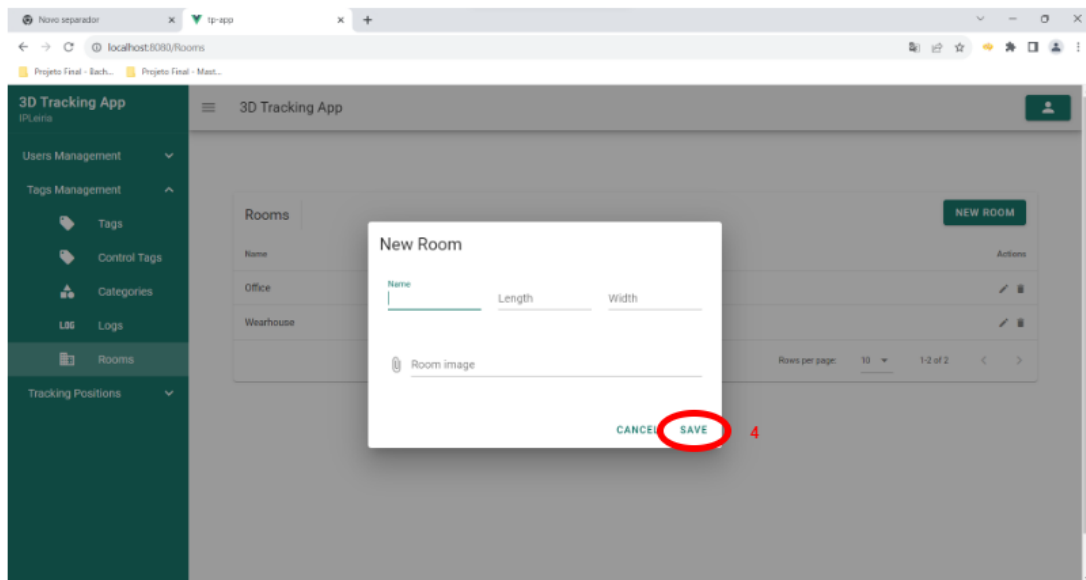 Novo separador
tp-app
localhost:8080/Rooms
Projeto Final - Bach...
Projeto Final - Mast...
3D Tracking App
IPLeiria
3D Tracking App
Users Management
Tags Management
Tags
Control Tags
Categories
LOG Logs
Rooms
Tracking Positions
Rooms
NEW ROOM
Name
Actions
Office
Wearhouse
Rows per page: 10 1-2 of 2
New Room
Name
Length
Width
Room image
CANCEL
SAVE
4